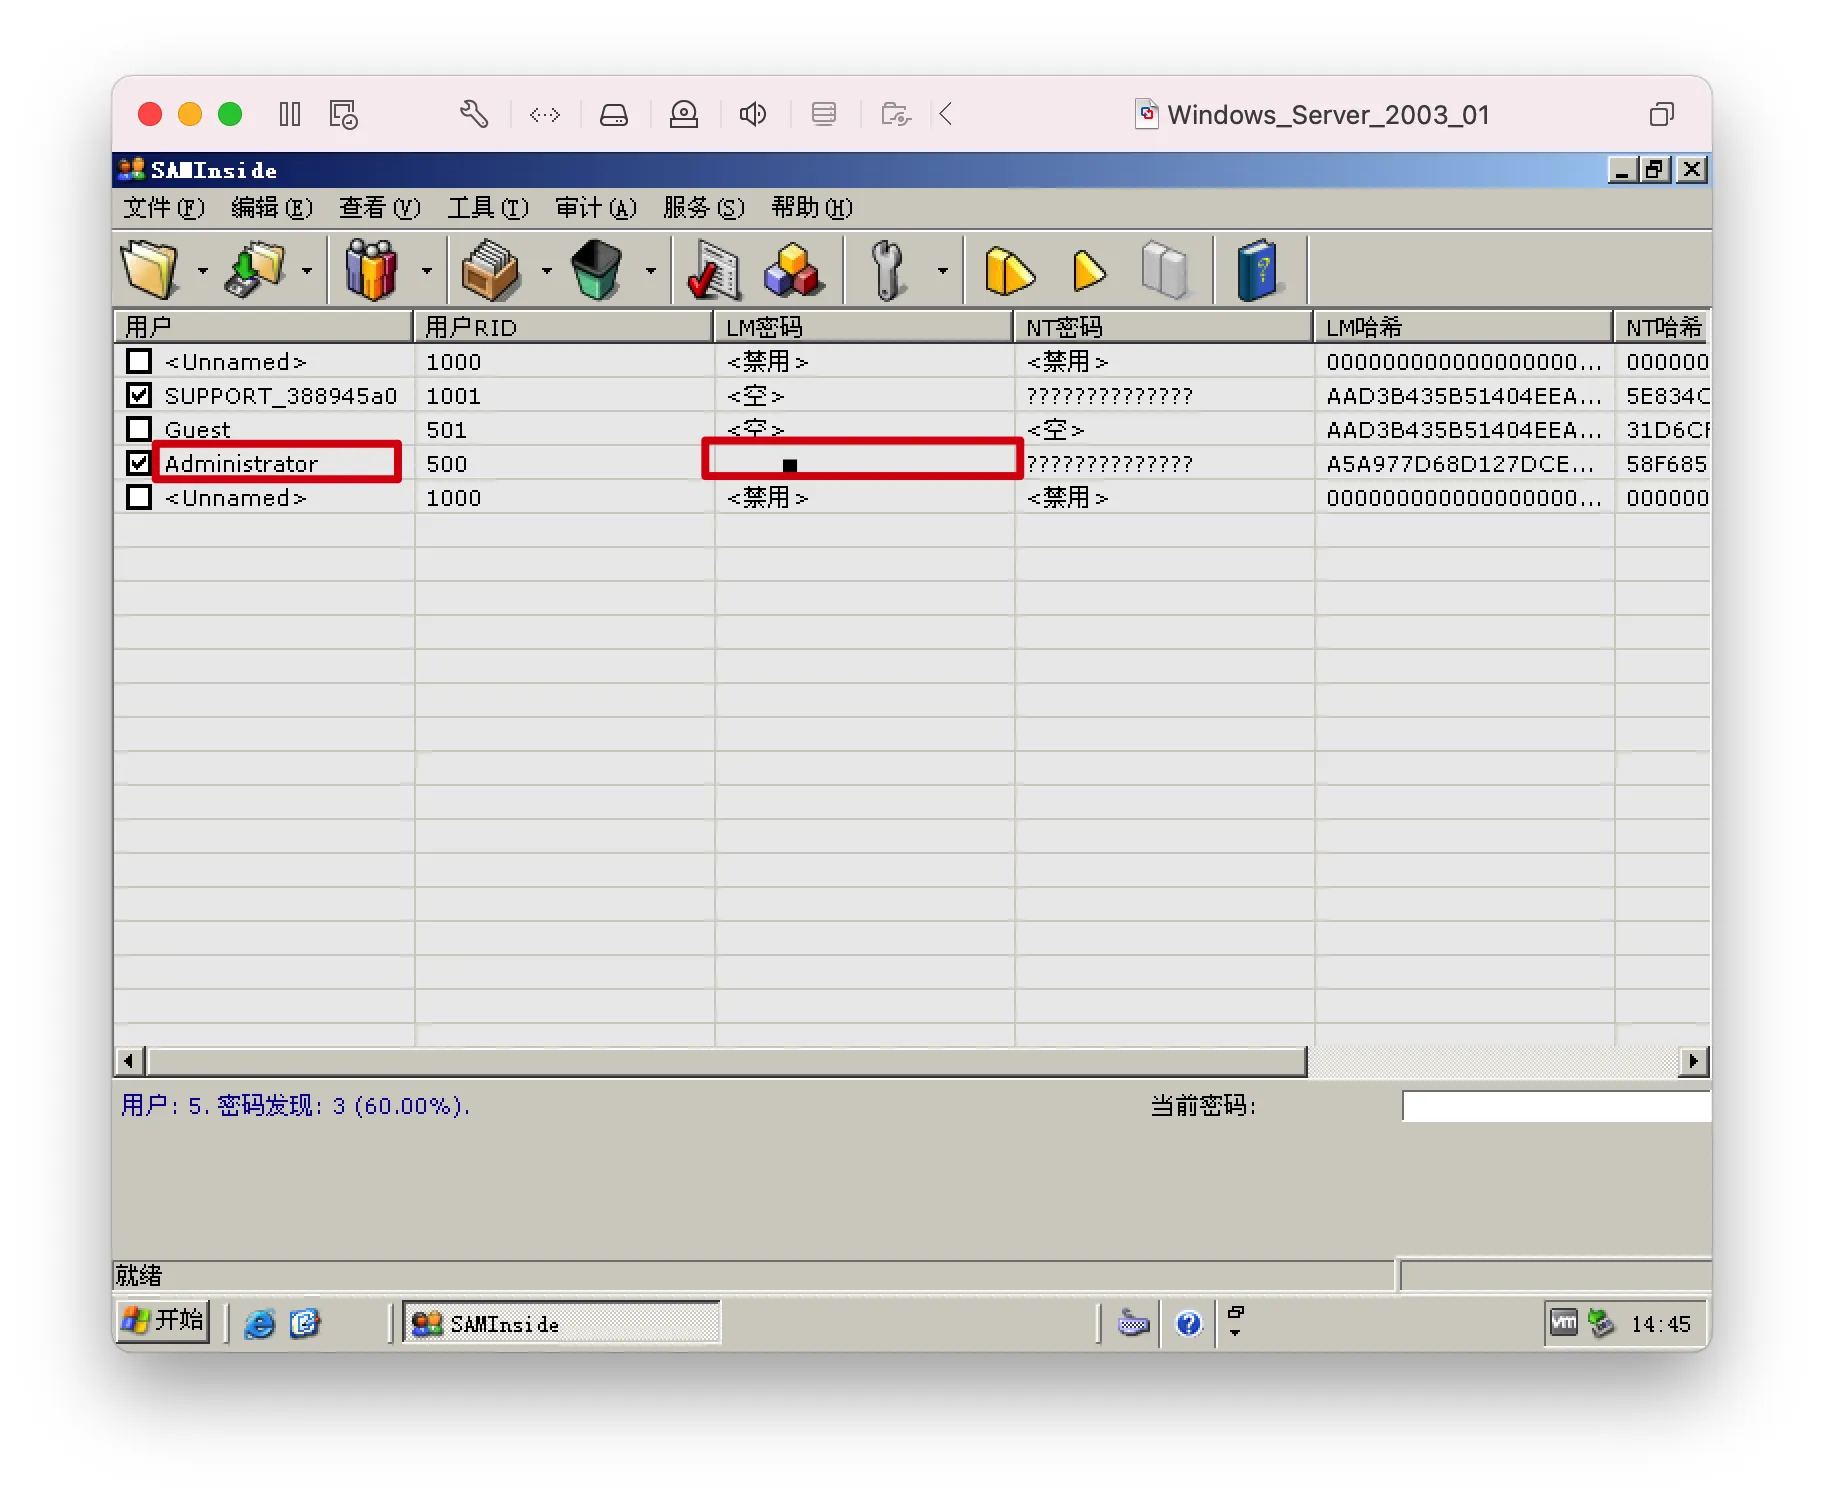 Windows_Server_2003_01
SAMInside
文件(F) 编辑(E) 查看(V) 工具(T) 审计(A) 服务(S) 帮助(H)
用户 用户RID LM密码 NT密码 LM哈希 NT哈希
<Unnamed> 1000 <禁用> <禁用> 000000000000000000... 000000
SUPPORT_388945a0 1001 <空> ?????????????? AAD3B435B51404EEA... 5E834C
Guest 501 <空> <空> AAD3B435B51404EEA... 31D6CF
Administrator 500 ?????????????? A5A977D68D127DCE... 58F685
<Unnamed> 1000 <禁用> <禁用> 000000000000000000... 000000
用户: 5. 密码发现: 3 (60.00%). 当前密码:
就绪
开始 SAMInside vm 14:45